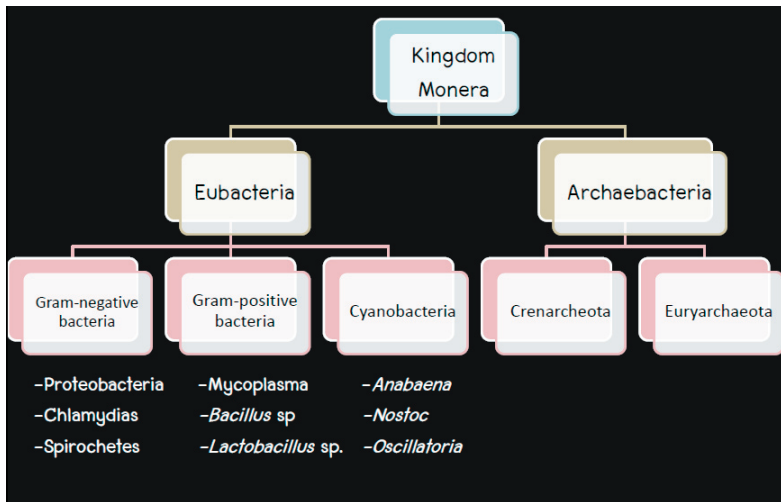 Kingdom
Monera
Eubacteria
Archaebacteria
Gram-negative
bacteria
Gram-positive
bacteria
Cyanobacteria
Crenarcheota
Euryarchaeota
-Proteobacteria
-Chlamydias
-Spirochetes
-Mycoplasma
-Bacillus sp
-Lactobacillus sp.
-Anabaena
-Nostoc
-Oscillatoria